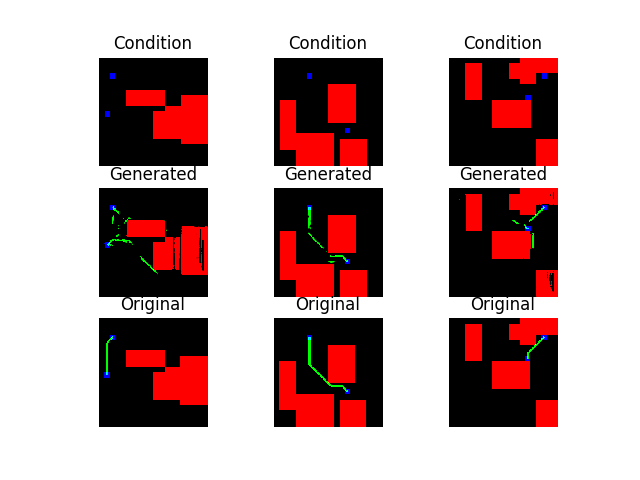 Condition Condition Condition
Generated Generated Generated
Original Original Original